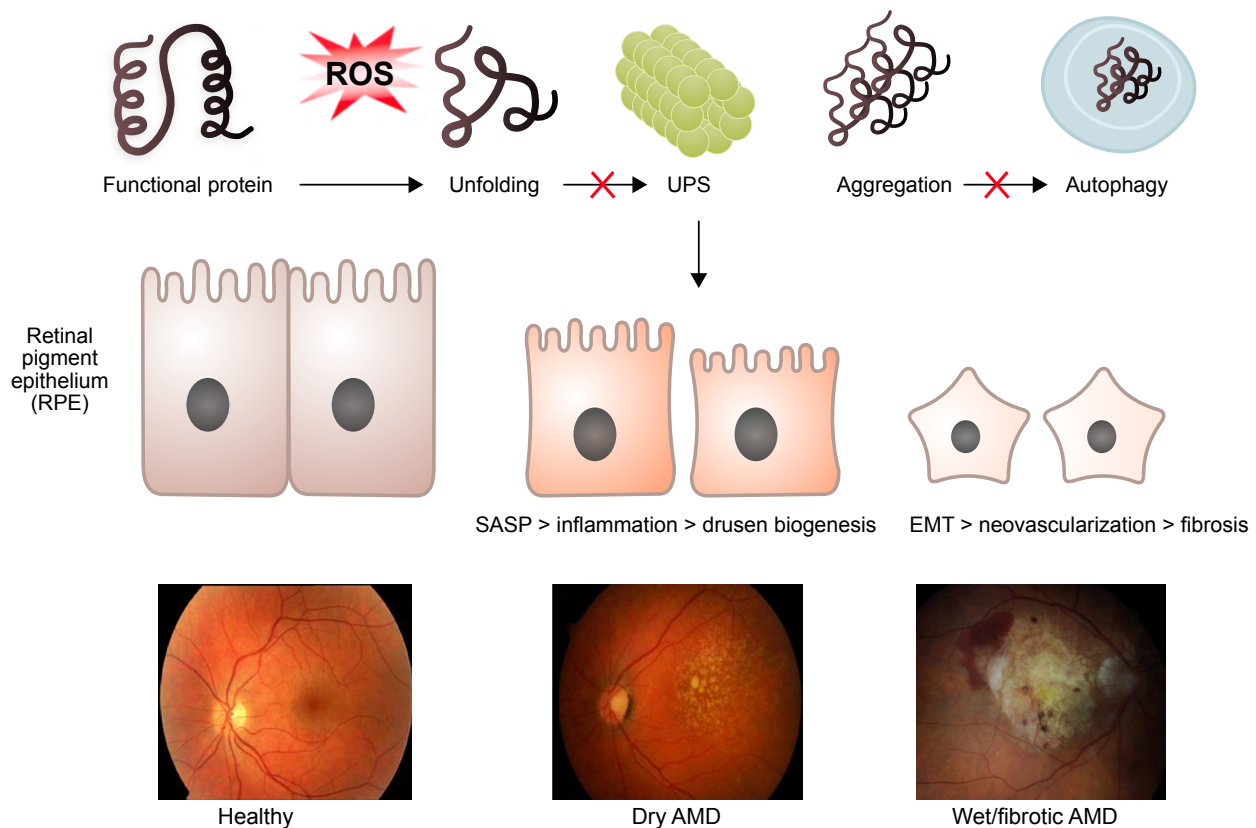 ROS
Functional protein
Unfolding
UPS
Aggregation
Autophagy
Retinal
pigment
epithelium
(RPE)
SASP > inflammation > drusen biogenesis
EMT > neovascularization > fibrosis
Healthy
Dry AMD
Wet/fibrotic AMD